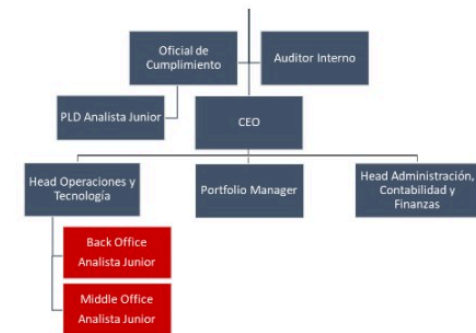 Oficial de
Cumplimiento
Auditor Interno
PLD Analista Junior
CEO
Head Operaciones y
Tecnología
Portfolio Manager
Head Administración,
Contabilidad y
Finanzas
Back Office
Analista Junior
Middle Office
Analista Junior